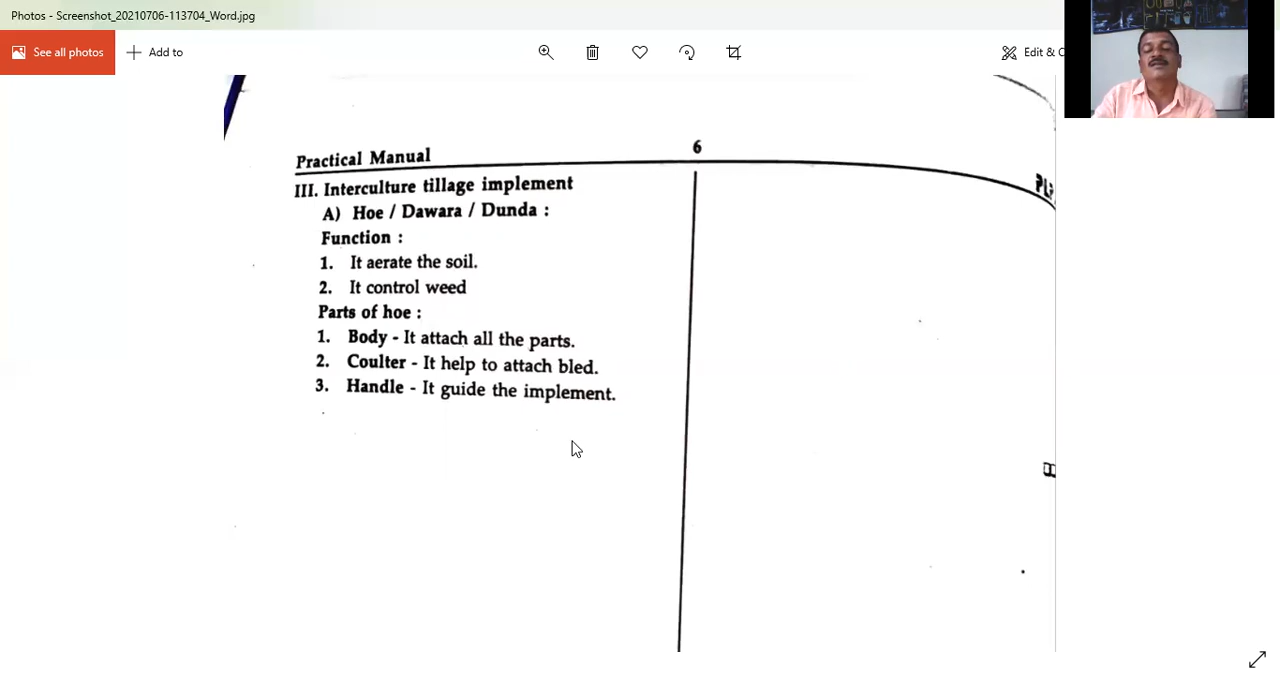 Photos - Screenshot_20210706-113704_Word.jpg
See all photos
Add to
Edit & C
Practical Manual
6
III. Interculture tillage implement
A) Hoe / Dawara / Dunda :
Function :
1. It aerate the soil.
2. It control weed
Parts of hoe :
1. Body - It attach all the parts.
2. Coulter - It help to attach bled.
3. Handle - It guide the implement.